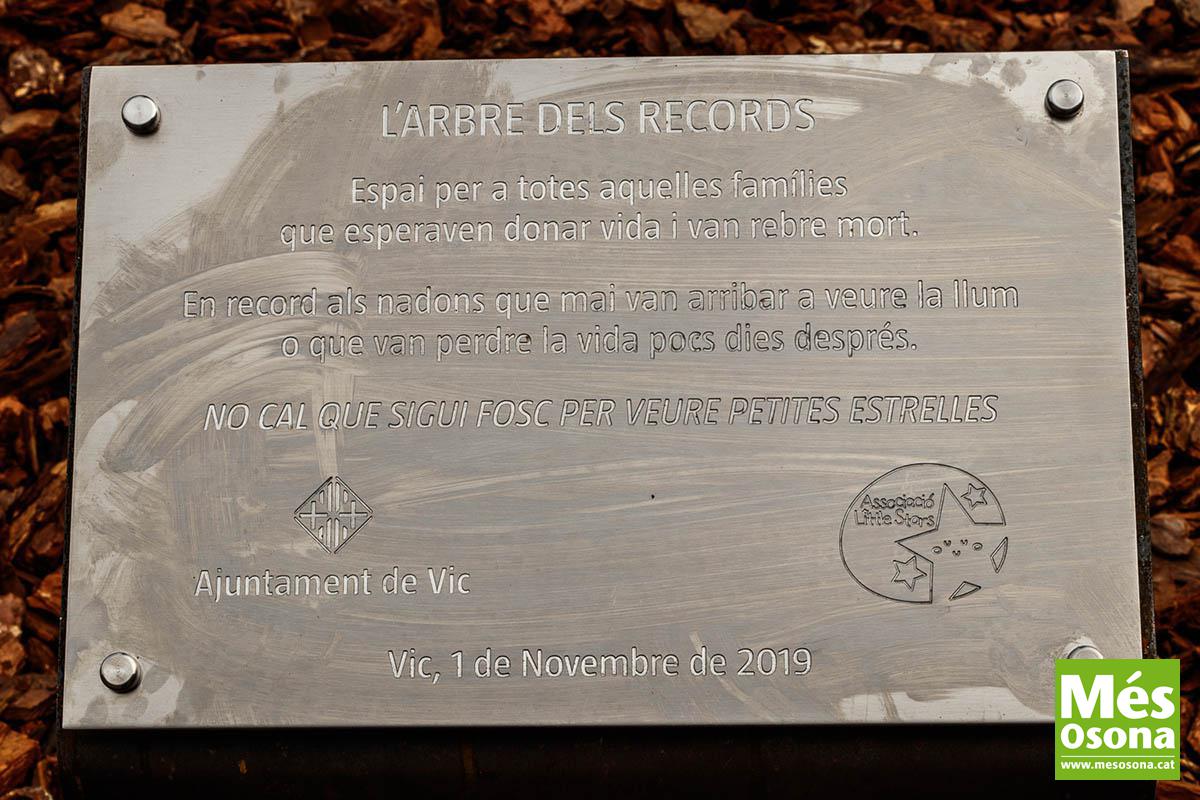 L'ARBRE DELS RECORDS
Espai per a totes aquelles famílies
que esperaven donar vida i van rebre mort.
En record als nadons que mai van arribar a veure la llum
o que van perdre la vida pocs dies després.
NO CAL QUE SIGUI FOSC PER VEURE PETITES ESTRELLES
Associació
Little Stars
Ajuntament de Vic
Vic, 1 de Novembre de 2019
Més
Osona
www.mesosona.cat